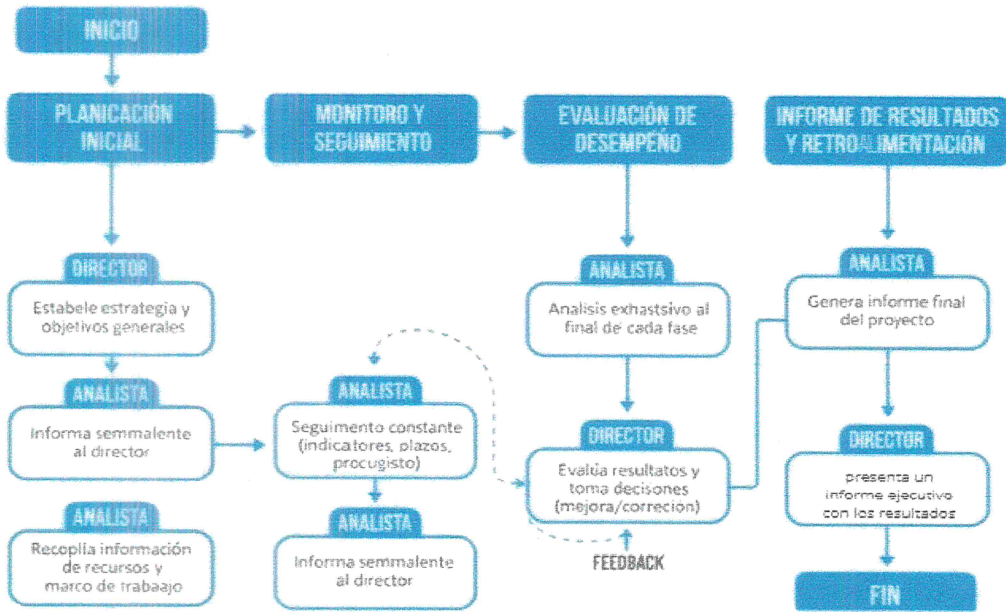 INICIO
PLANICACIÓN
INICIAL
MONITORO Y
SEGUIMIENTO
EVALUACIÓN DE
DESEMPEÑO
INFORME DE RESULTADOS
Y RETROALIMENTACIÓN
DIRECTOR
Estabele estrategia y
objetivos generales
ANALISTA
Informa semmalente
al director
ANALISTA
Recoplia información
de recursos y
marco de trabaajo
ANALISTA
Seguimento constante
(indicatores, plazos,
procugisto)
ANALISTA
Informa semmalente
al director
ANALISTA
Analisis exhastsivo al
final de cada fase
DIRECTOR
Evaltía resultatos y
toma decisiones
(mejora/correción)
FEEDBACK
ANALISTA
Genera informe final
del proyecto
DIRECTOR
presenta un
informe ejecutivo
con los resultados
FIN